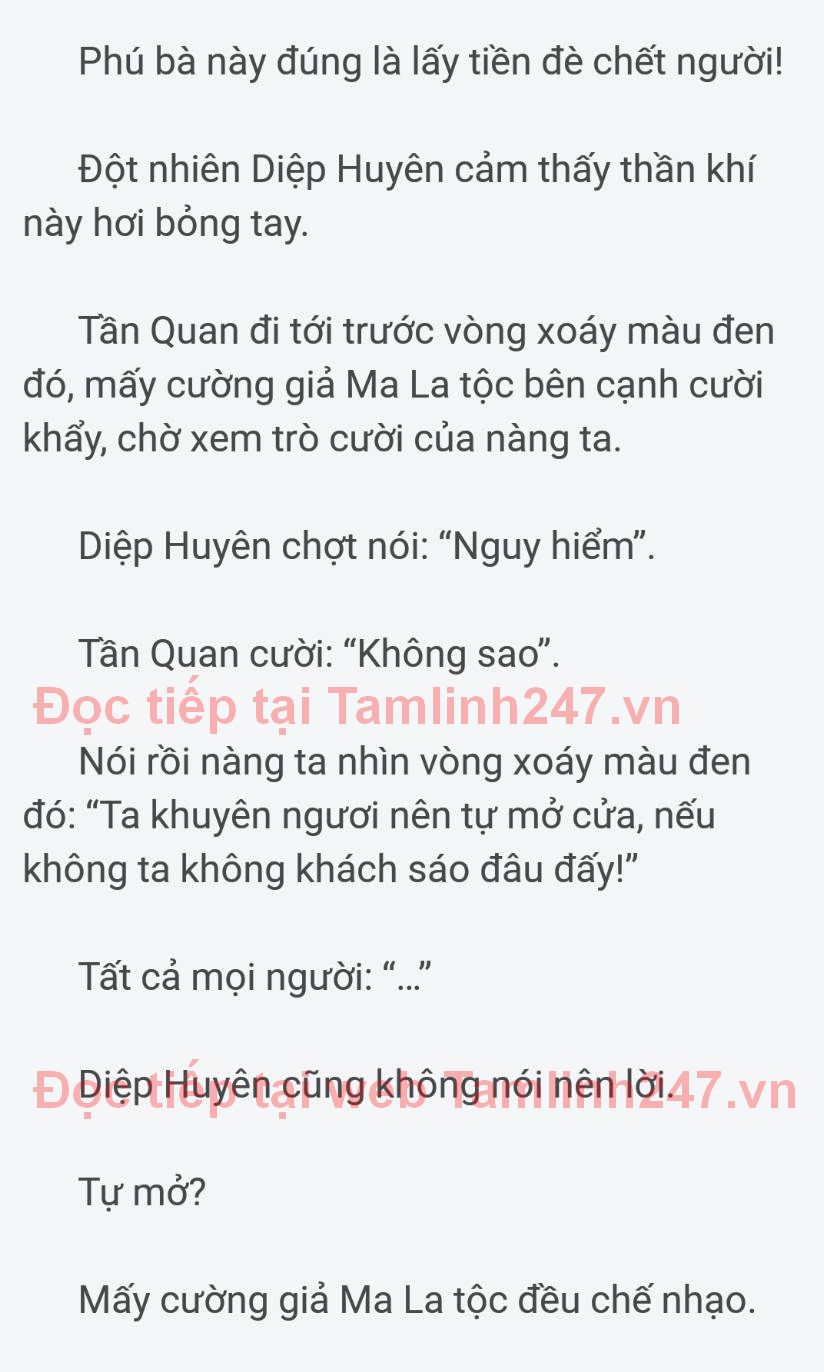 Phú bà này đúng là lấy tiền đè chết người!
Đột nhiên Diệp Huyên cảm thấy thần khí
này hơi bỏng tay.
Tần Quan đi tới trước vòng xoáy màu đen
đó, mấy cường giả Ma La tộc bên cạnh cười
khẩy, chờ xem trò cười của nàng ta.
Diệp Huyên chợt nói: “Nguy hiểm”.
Tần Quan cười: “Không sao”.
Đọc tiếp tại Tamlinh247.vn
Nói rồi nàng ta nhìn vòng xoáy màu đen
đó: “Ta khuyên ngươi nên tự mở cửa, nếu
không ta không khách sáo đâu đấy!”
Tất cả mọi người: “...”
Diệp Huyên cũng không nói nên lời.
Đọc tiếp tại web Tamlinh247.vn
Tự mở?
Mấy cường giả Ma La tộc đều chế nhạo.